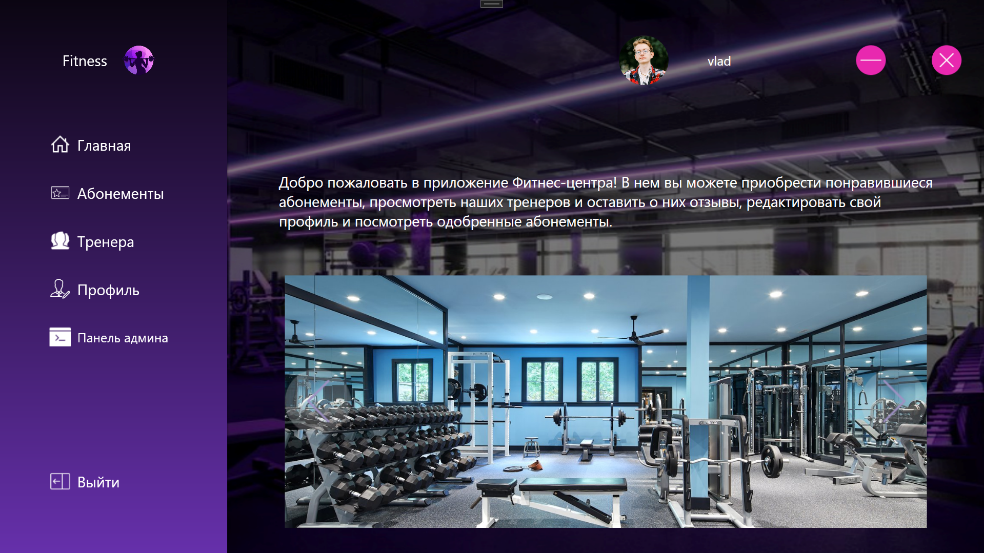 Fitness
vlad
Главная
Абонементы
Тренера
Профиль
Панель админа
Выйти
Добро пожаловать в приложение Фитнес-центра! В нем вы можете приобрести понравившиеся
абонементы, просмотреть наших тренеров и оставить о них отзывы, редактировать свой
профиль и посмотреть одобренные абонементы.